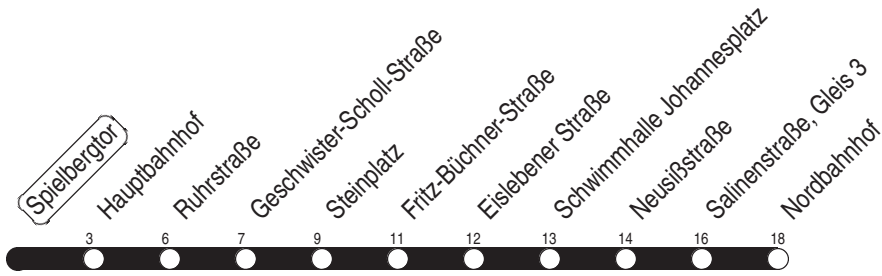 Spielbergtor
Hauptbahnhof
Ruhrstraße
Geschwister-Scholl-Straße
Steinplatz
Fritz-Büchner-Straße
Eislebener Straße
Schwimmhalle Johannesplatz
Neusißstraße
Salinenstraße, Gleis 3
Nordbahnhof
3 6 7 9 11 12 13 14 16 18